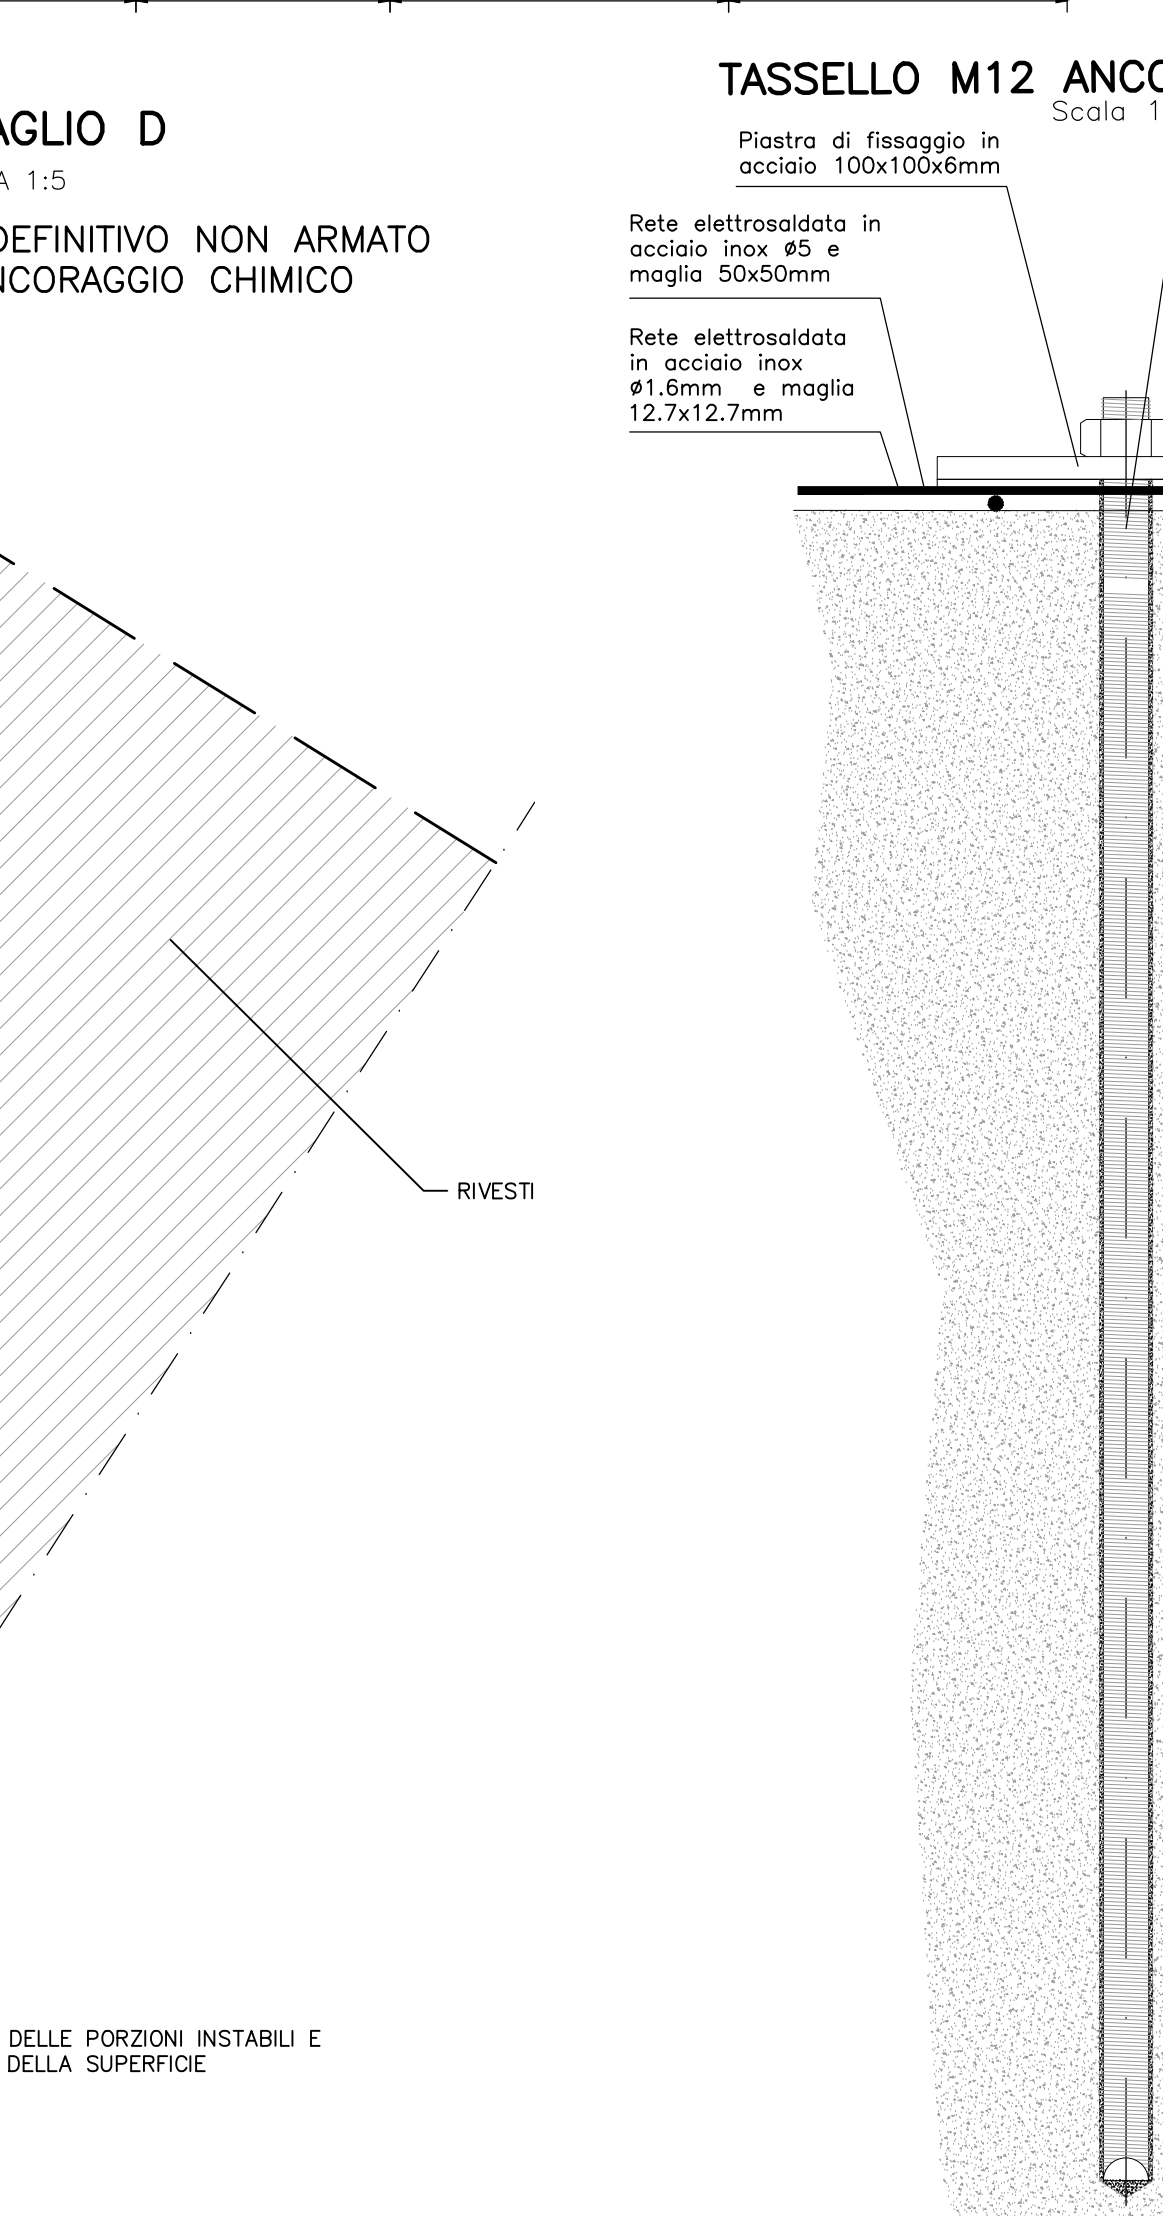 AGLIO D
A 1:5
DEFINITIVO NON ARMATO
NCORAGGIO CHIMICO
RIVESTI
DELLE PORZIONI INSTABILI E
DELLA SUPERFICIE
TASSELLO M12 ANCO
Scala 1
Piastra di fissaggio in
acciaio 100x100x6mm
Rete elettrosaldata in
acciaio inox ø5 e
maglia 50x50mm
Rete elettrosaldata
in acciaio inox
ø1.6mm e maglia
12.7x12.7mm